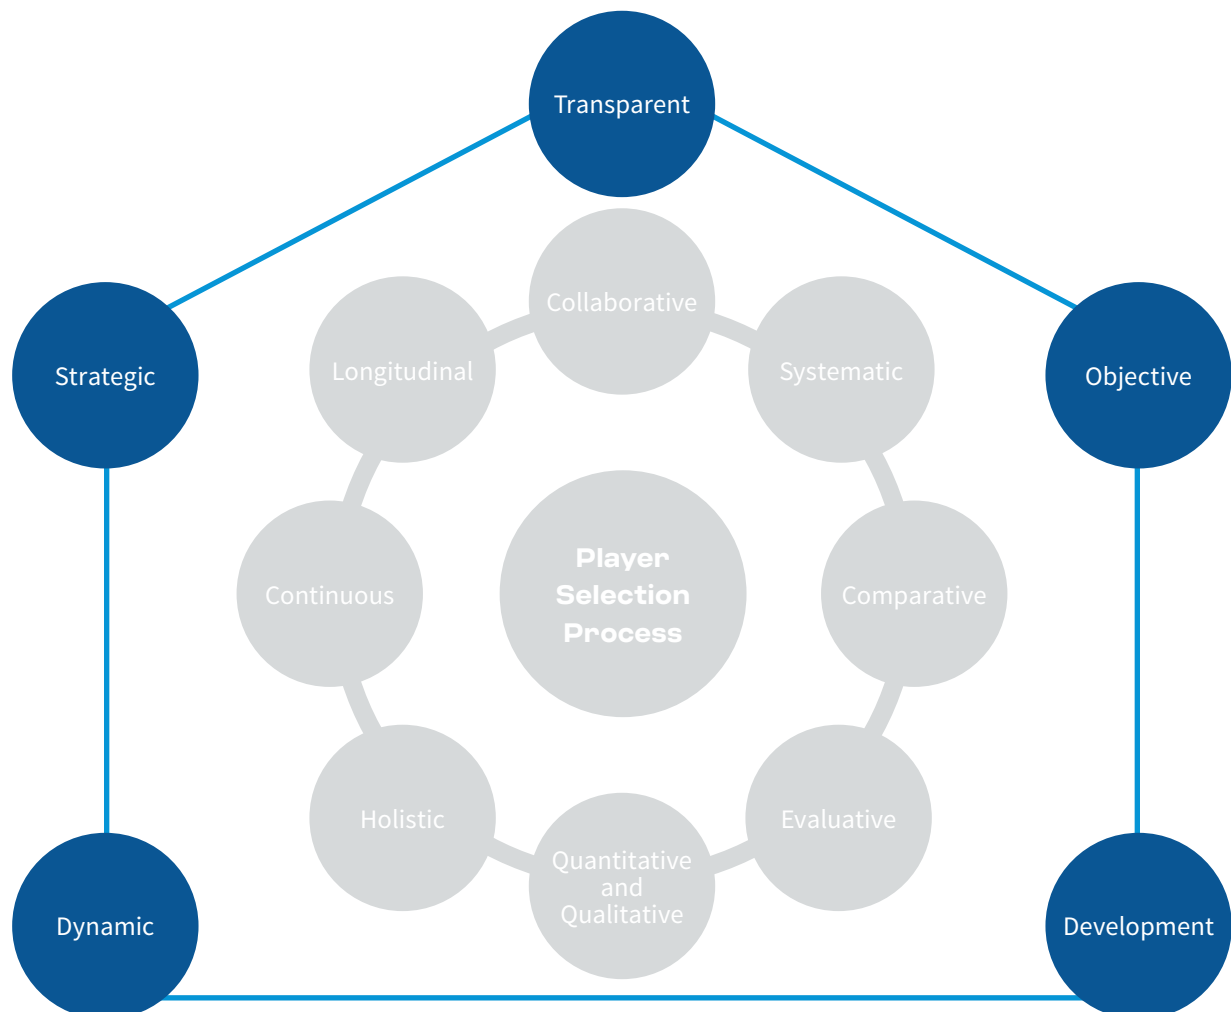 Transparent
Collaborative
Longitudinal
Systematic
Strategic
Objective
Player
Selection
Process
Continuous
Comparative
Holistic
Evaluative
Quantitative
and
Qualitative
Dynamic
Development